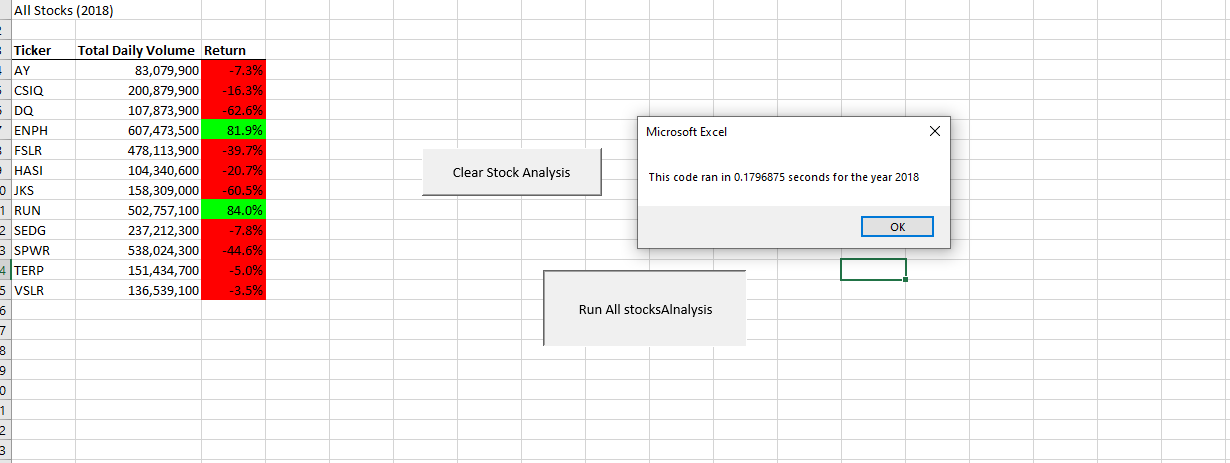 All Stocks (2018)
Ticker Total Daily Volume Return
AY 83,079,900 -7.3%
CSIQ 200,879,900 -16.3%
DQ 107,873,900 -62.6%
ENPH 607,473,500 81.9%
FSLR 478,113,900 -39.7%
HASI 104,340,600 -20.7%
JKS 158,309,000 -60.5%
RUN 502,757,100 84.0%
SEDG 237,212,300 -7.8%
SPWR 538,024,300 -44.6%
TERP 151,434,700 -5.0%
VSLR 136,539,100 -3.5%
Clear Stock Analysis
Microsoft Excel
This code ran in 0.1796875 seconds for the year 2018
OK
Run All stocksAlnalysis